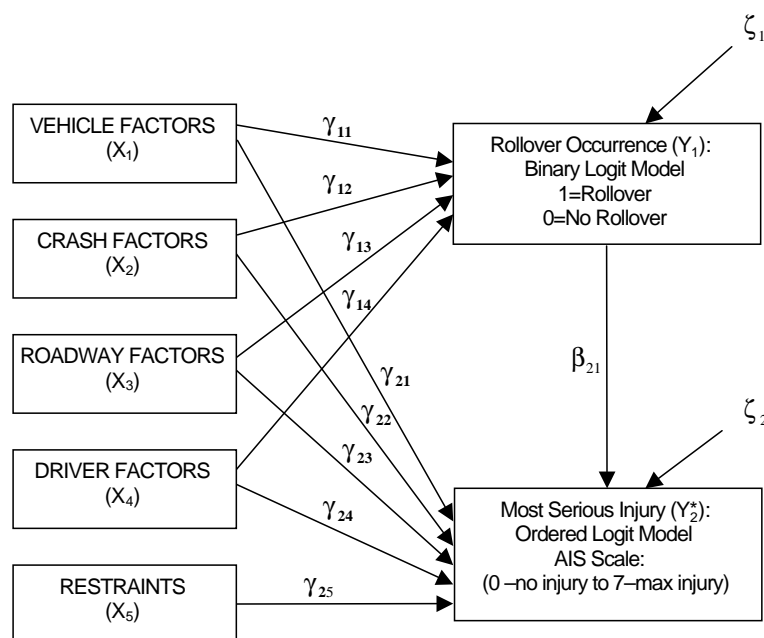 ζ₁
VEHICLE FACTORS
(X₁)
γ₁₁
Rollover Occurrence (Y₁):
Binary Logit Model
1=Rollover
0=No Rollover
γ₁₂
CRASH FACTORS
(X₂)
γ₁₃
γ₁₄
ROADWAY FACTORS
(X₃)
γ₂₁
β₂₁
γ₂₂
ζ₂
γ₂₃
DRIVER FACTORS
(X₄)
γ₂₄
Most Serious Injury (Y₂*):
Ordered Logit Model
AIS Scale:
(0 –no injury to 7–max injury)
RESTRAINTS
(X₅)
γ₂₅